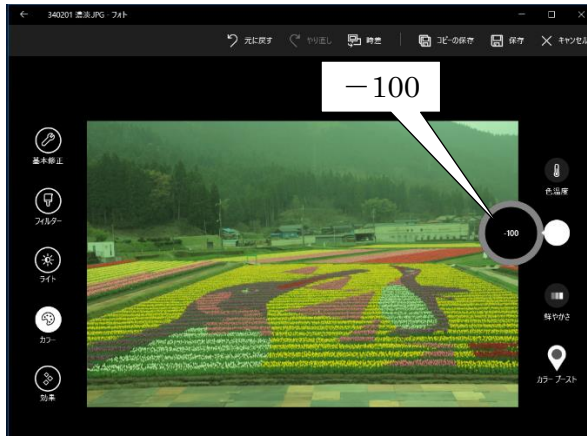 ← 340201 濃淡.JPG - フォト
元に戻す やり直し 時差 コピーの保存 保存 キャンセル
−100
基本修正
フィルター
ライト
カラー
効果
色温度
-100
鮮やかさ
カラー ブースト